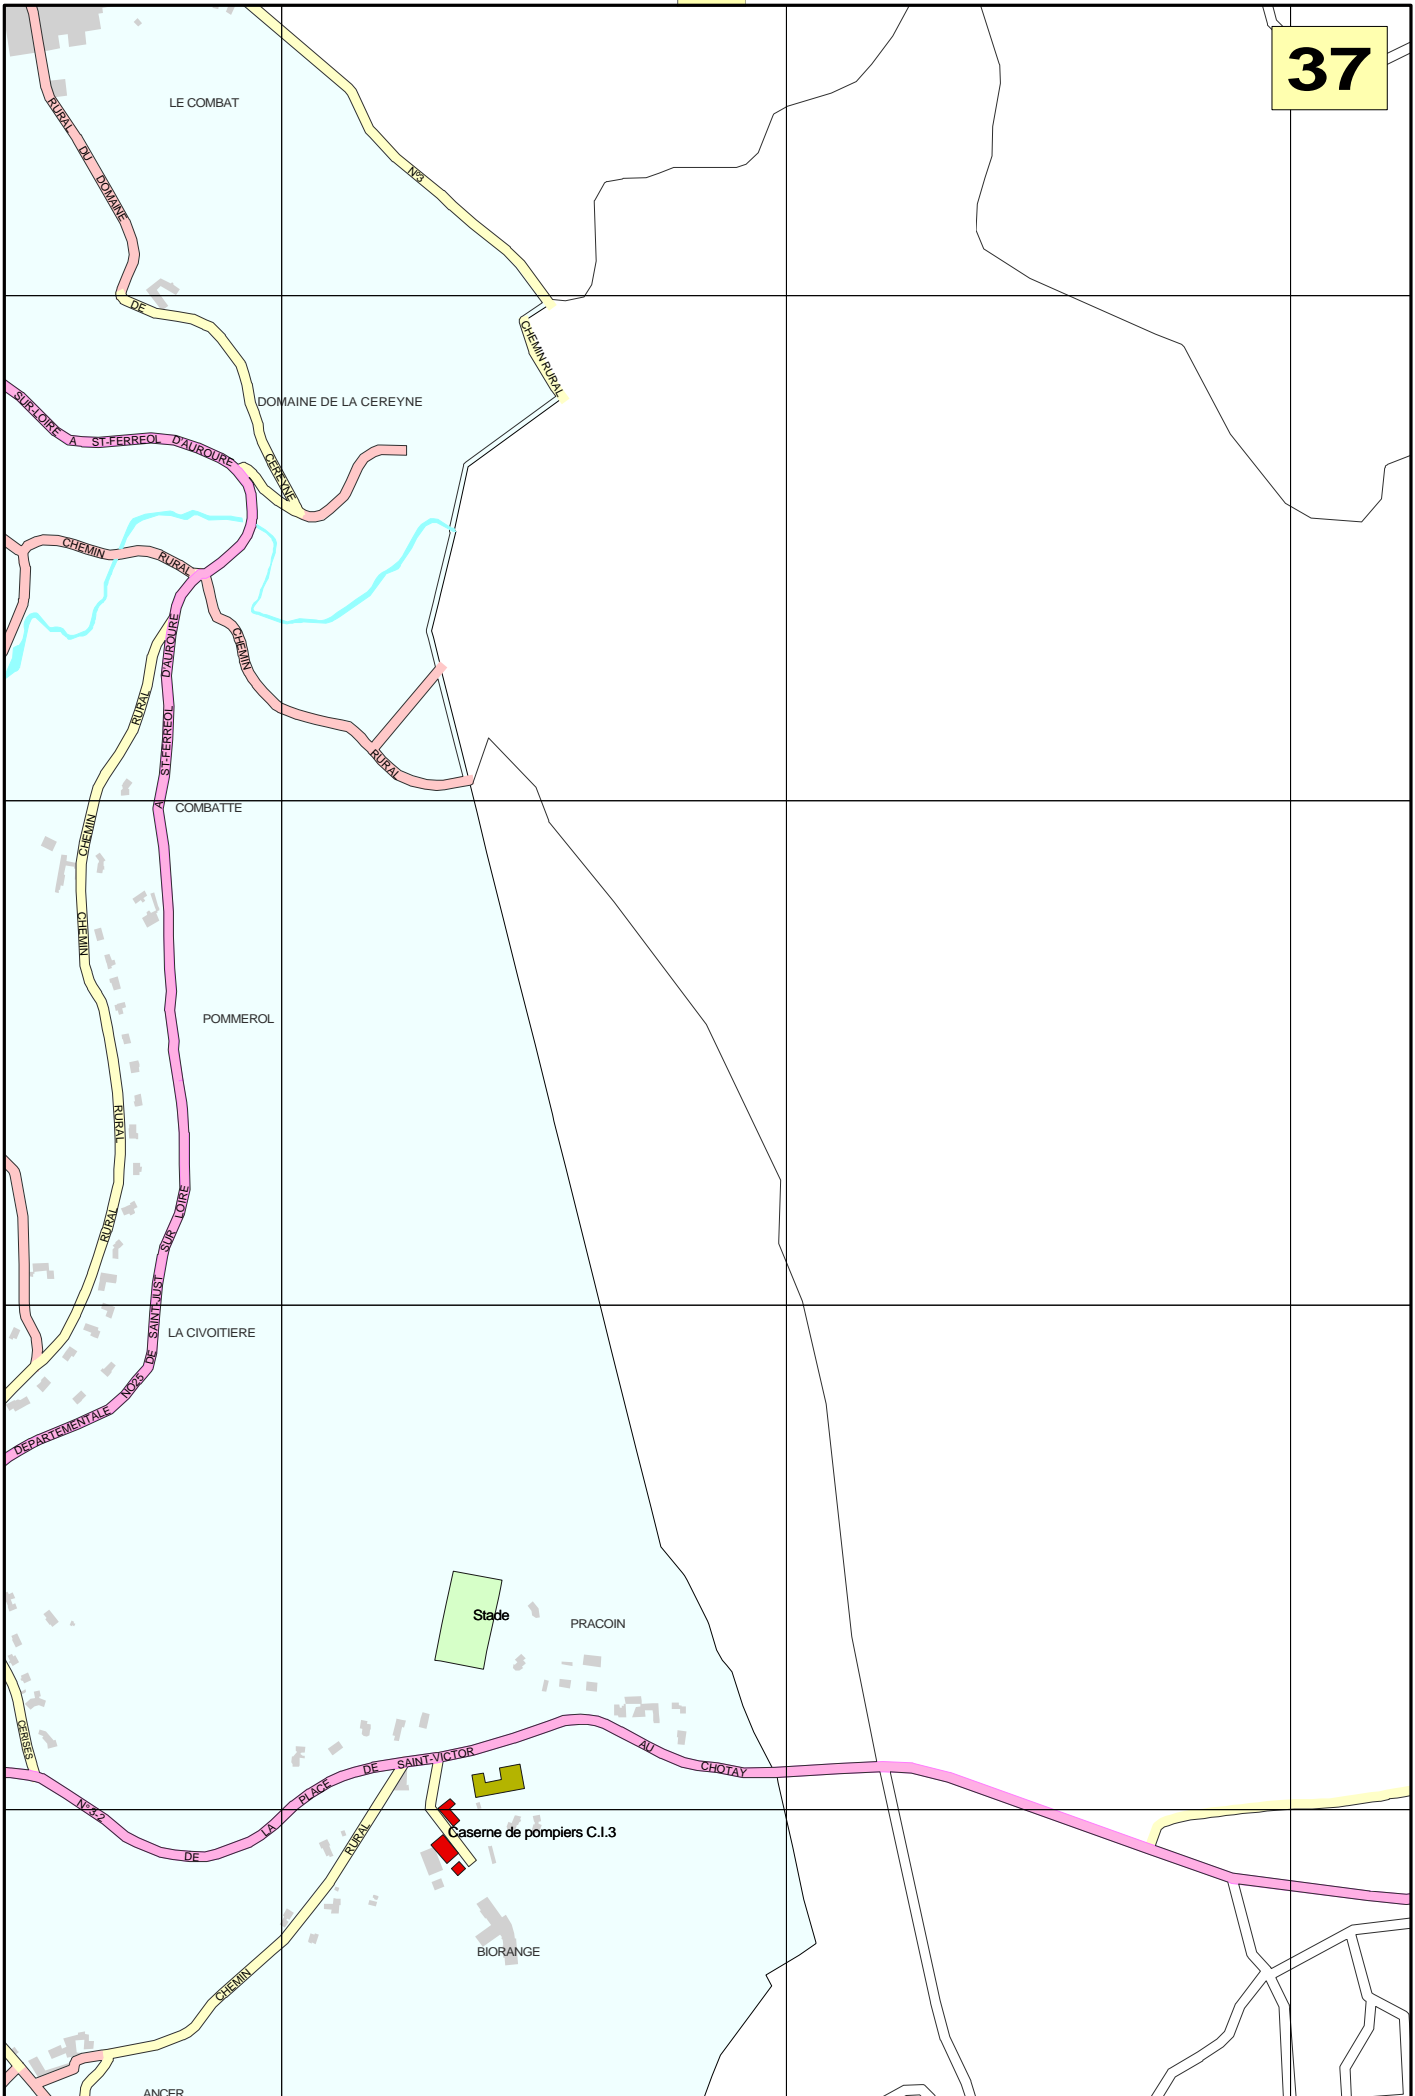 37
LE COMBAT
RURAL DU DOMAINE
N°3
DE
CHEMIN RURAL
DOMAINE DE LA CEREYNE
SUR-LOIRE A ST-FERREOL D'AUROURE
CEREYNE
CHEMIN RURAL
D'AUROURE
CHEMIN
RURAL
ST-FERREOL
RURAL
A
COMBATTE
CHEMIN
CHEMIN
POMMEROL
RURAL
RURAL
SUR LOIRE
DE SAINT-JUST
LA CIVOITIERE
DEPARTEMENTALE NO25
Stade
PRACOIN
CERISES
N°3-2
DE LA PLACE DE SAINT-VICTOR AU CHOTAY
RURAL
Caserne de pompiers C.I.3
BIORANGE
CHEMIN
ANCER